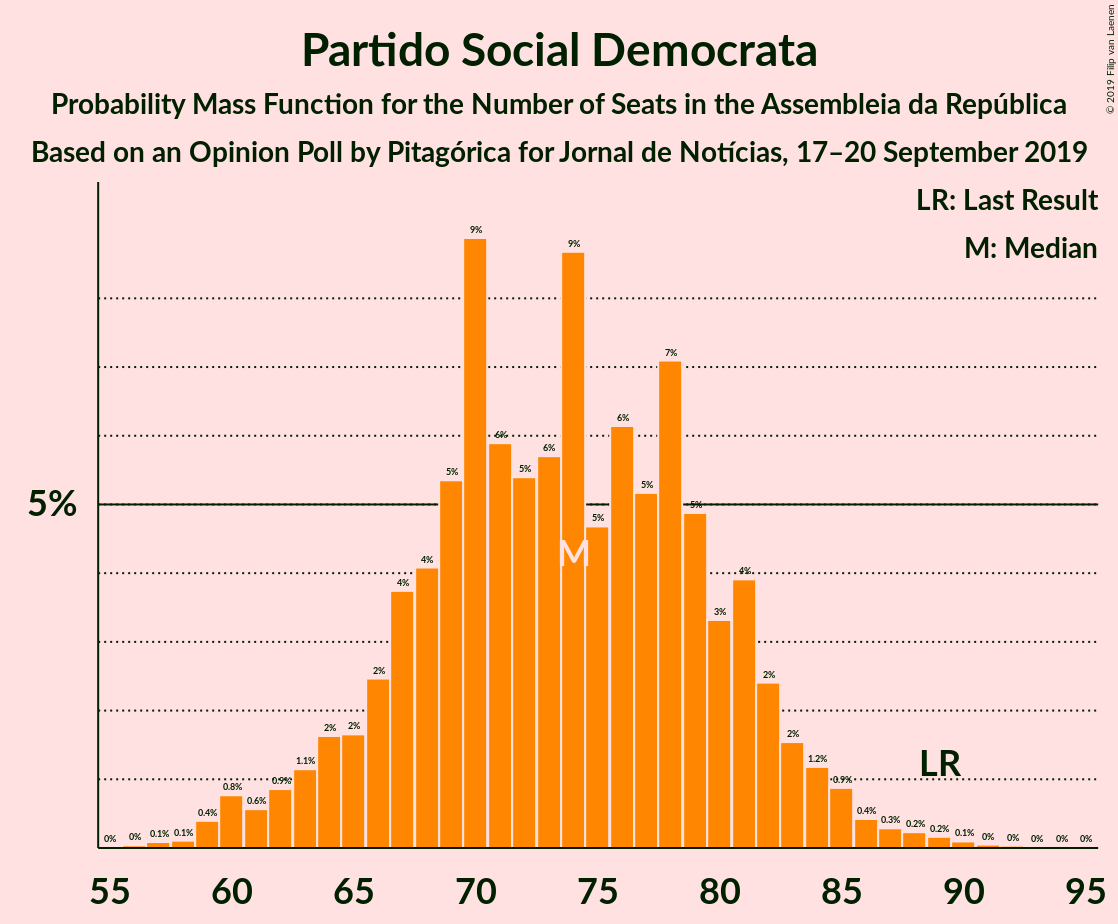 Partido Social Democrata
Probability Mass Function for the Number of Seats in the Assembleia da República
Based on an Opinion Poll by Pitagórica for Jornal de Notícias, 17–20 September 2019
© 2019 Filip van Laenen
LR: Last Result
M: Median
5%
0% 0% 0.1% 0.1% 0.4% 0.8% 0.6% 0.9% 1.1% 2% 2% 2% 4% 4% 5% 9% 6% 5% 6% 9% 5% 6% 5% 7% 5% 3% 4% 2% 2% 1.2% 0.9% 0.4% 0.3% 0.2% 0.2% 0.1% 0% 0% 0% 0% 0%
M
LR
55 60 65 70 75 80 85 90 95